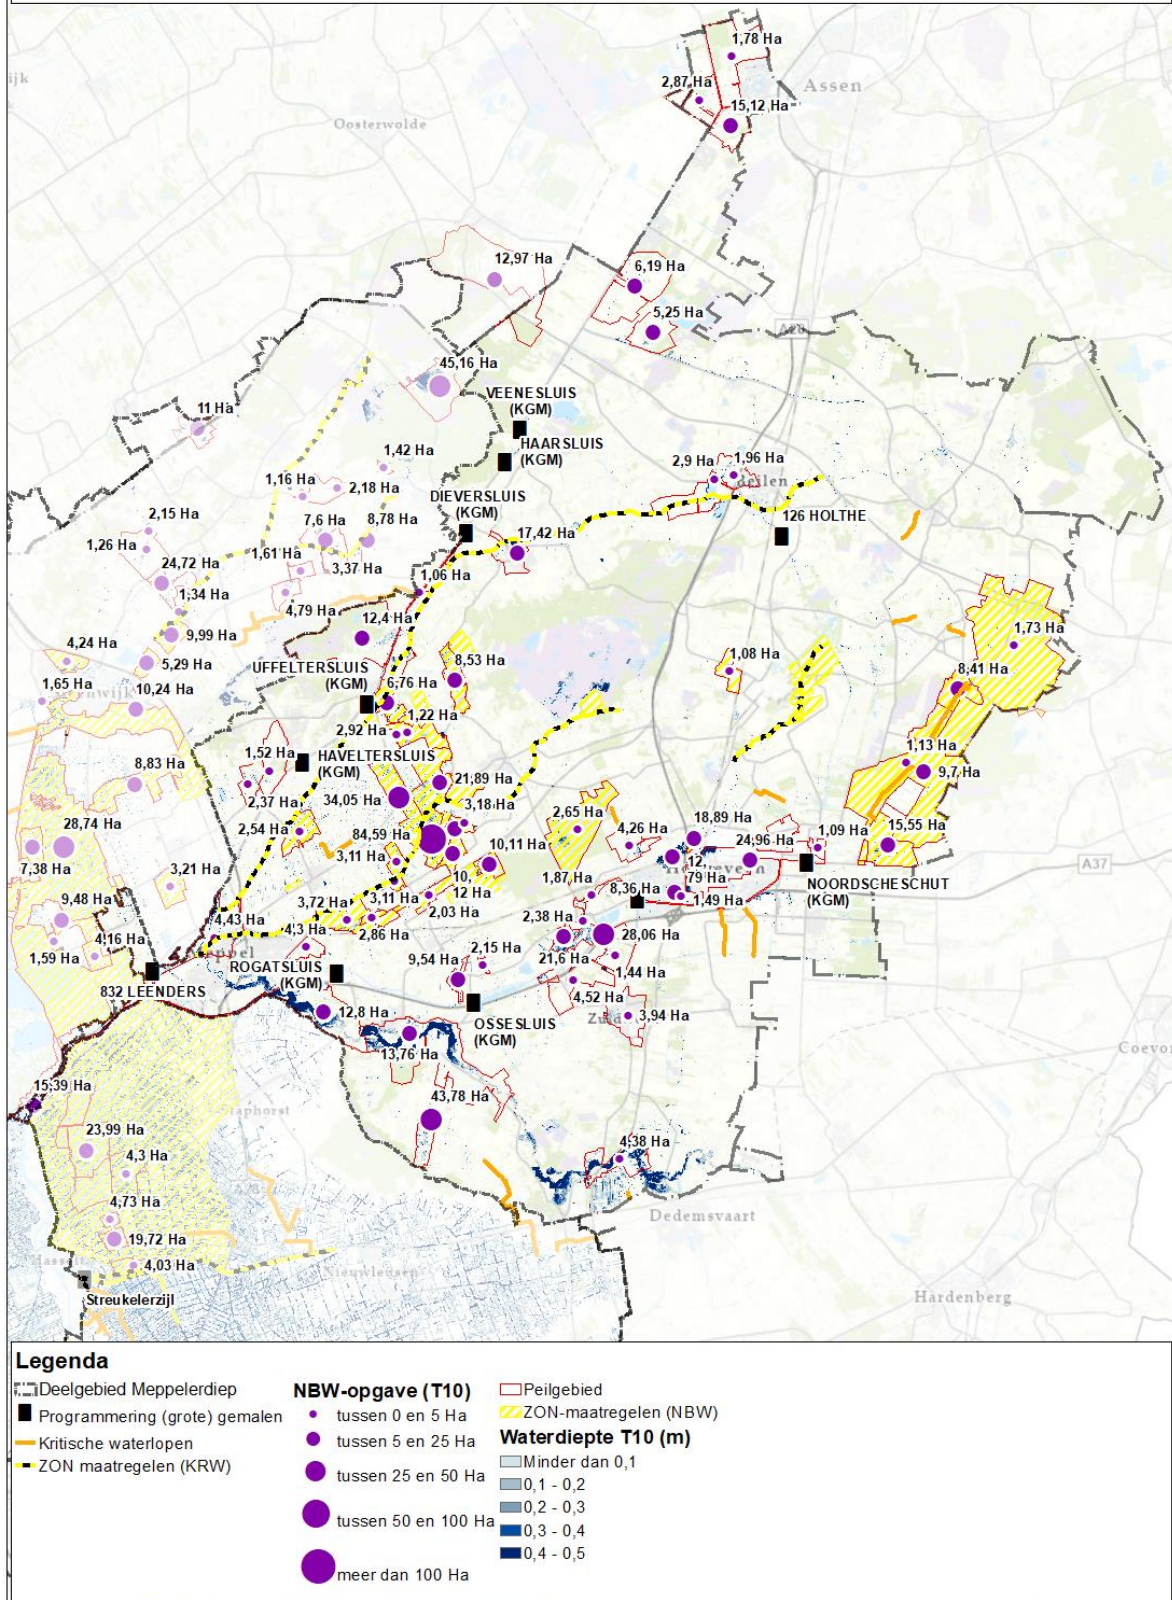 1,78 Ha
2,87 Ha
Assen
15,12 Ha
Oosterwolde
12,97 Ha
6,19 Ha
5,25 Ha
A28
45,16 Ha
VEENESLUIS
(KGM)
11 Ha
HAARSLUIS
(KGM)
1,42 Ha
2,9 Ha
1,96 Ha
Beilen
1,16 Ha
2,18 Ha
DIEVERSLUIS
(KGM)
126 HOLTHE
2,15 Ha
7,6 Ha
8,78 Ha
17,42 Ha
1,26 Ha
1,61 Ha
3,37 Ha
24,72 Ha
1,06 Ha
1,34 Ha
4,79 Ha
12,4 Ha
9,99 Ha
1,73 Ha
4,24 Ha
5,29 Ha
UFFELTERSLUIS
(KGM)
8,53 Ha
1,08 Ha
8,41 Ha
1,65 Ha
10,24 Ha
6,76 Ha
1,22 Ha
2,92 Ha
1,13 Ha
1,52 Ha
HAVELTERSLUIS
(KGM)
8,83 Ha
21,89 Ha
9,7 Ha
2,37 Ha
34,05 Ha
3,18 Ha
2,65 Ha
28,74 Ha
2,54 Ha
84,59 Ha
4,26 Ha
18,89 Ha
24,96 Ha
1,09 Ha
15,55 Ha
7,38 Ha
3,21 Ha
3,11 Ha
10,11 Ha
12,
79 Ha
A37
10,
12 Ha
1,87 Ha
8,36 Ha
1,49 Ha
NOORDSCHESCHUT
(KGM)
9,48 Ha
3,72 Ha
3,11 Ha
2,03 Ha
4,43 Ha
4,3 Ha
2,86 Ha
2,38 Ha
28,06 Ha
4,16 Ha
1,59 Ha
2,15 Ha
9,54 Ha
21,6 Ha
1,44 Ha
832 LEENDERS
ROGATSLUIS
(KGM)
4,52 Ha
12,8 Ha
OSSESLUIS
(KGM)
3,94 Ha
13,76 Ha
Coevor
15,39 Ha
43,78 Ha
taphorst
23,99 Ha
4,38 Ha
4,3 Ha
4,73 Ha
Dedemsvaart
19,72 Ha
4,03 Ha
Nieuwleusen
Streukelerzijl
Hardenberg
Legenda
Deelgebied Meppelerdiep
Programmering (grote) gemalen
Kritische waterlopen
ZON maatregelen (KRW)
NBW-opgave (T10)
tussen 0 en 5 Ha
tussen 5 en 25 Ha
tussen 25 en 50 Ha
tussen 50 en 100 Ha
meer dan 100 Ha
Peilgebied
ZON-maatregelen (NBW)
Waterdiepte T10 (m)
Minder dan 0,1
0,1 - 0,2
0,2 - 0,3
0,3 - 0,4
0,4 - 0,5